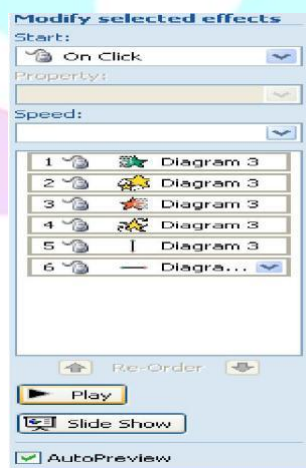 Modify selected effects
Start:
On Click
Property:
Speed:
1 Diagram 3
2 Diagram 3
3 Diagram 3
4 Diagram 3
5 Diagram 3
6 Diagra...
Re-Order
Play
Slide Show
AutoPreview